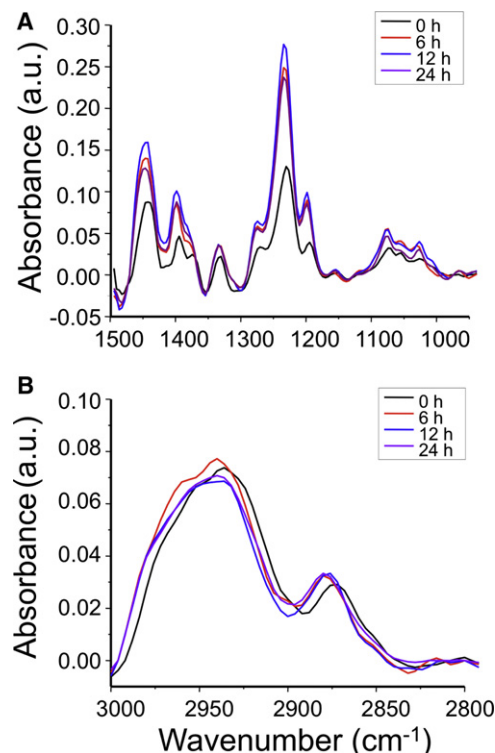 A
Absorbance (a.u.)
0.30
0.25
0.20
0.15
0.10
0.05
0.00
-0.05
0 h
6 h
12 h
24 h
1500 1400 1300 1200 1100 1000
B
Absorbance (a.u.)
0.10
0.08
0.06
0.04
0.02
0.00
0 h
6 h
12 h
24 h
3000 2950 2900 2850 2800
Wavenumber (cm⁻¹)